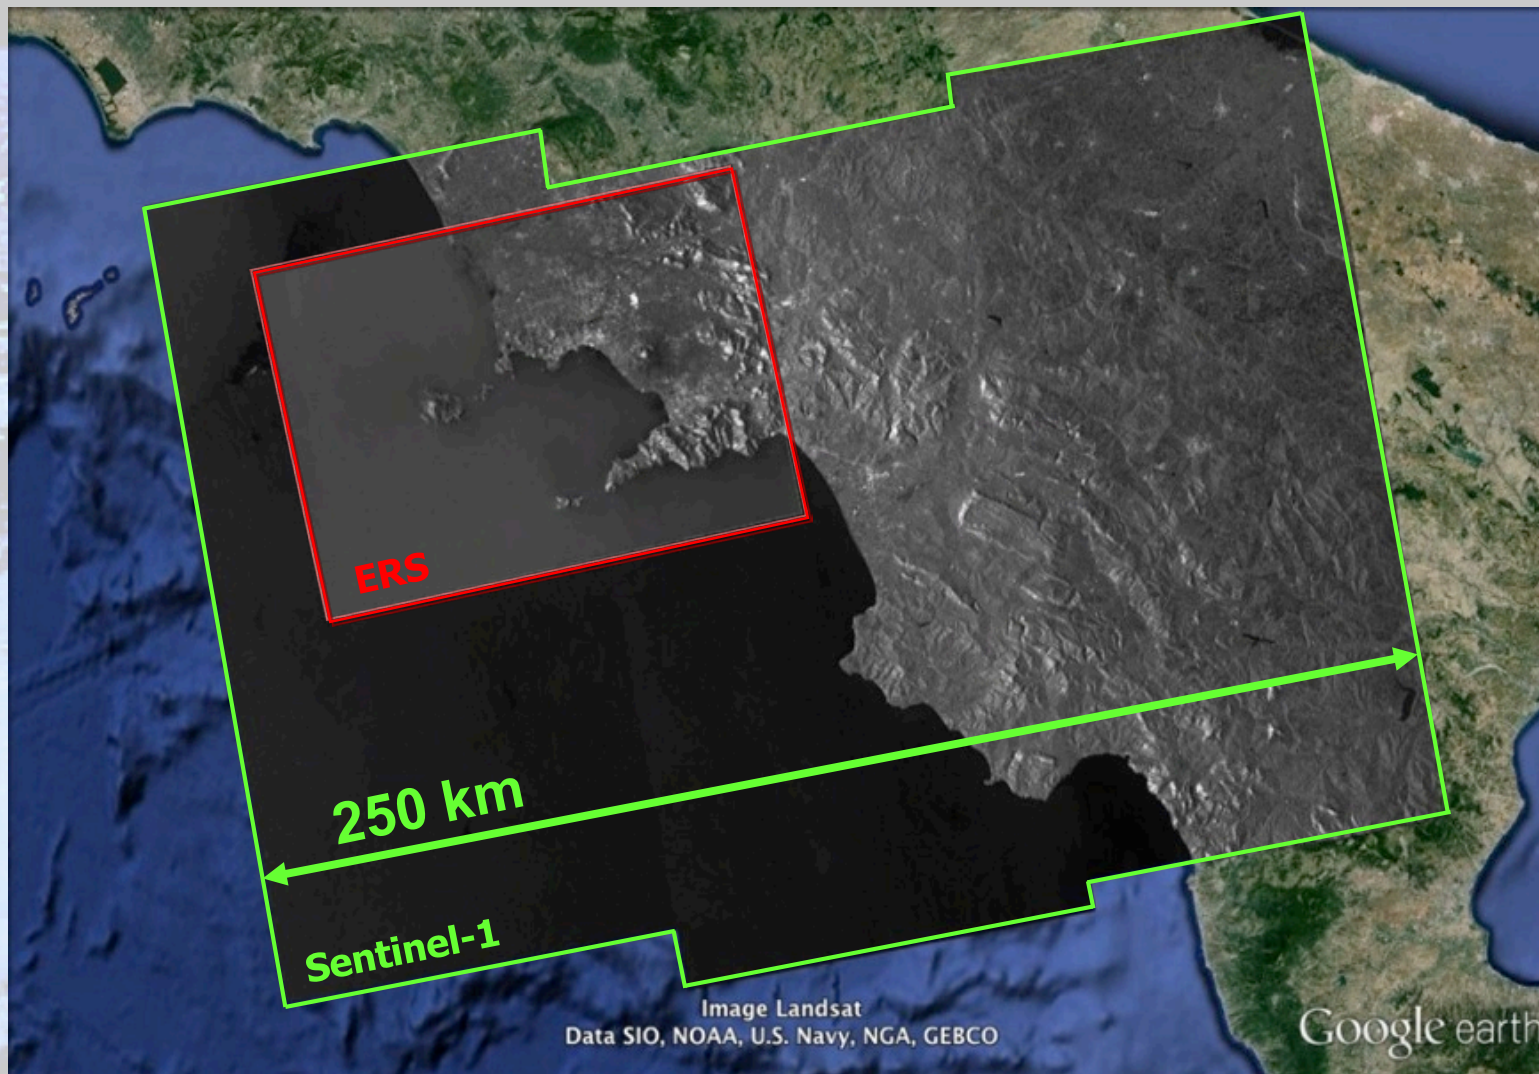 ERS
250 km
Sentinel-1
Image Landsat
Data SIO, NOAA, U.S. Navy, NGA, GEBCO
Google earth